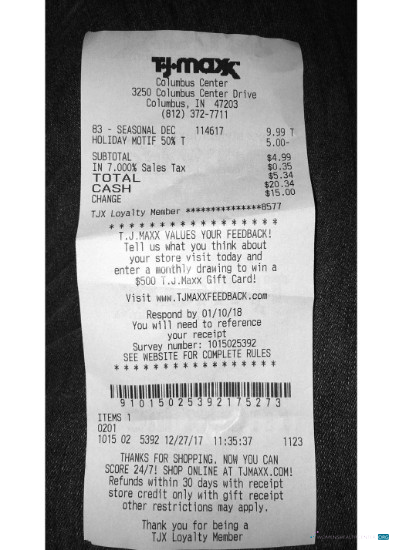 T·J·maxx
Columbus Center
3250 Columbus Center Drive
Columbus, IN 47203
(812) 372-7711
83 - SEASONAL DEC 114617 9.99 T
HOLIDAY MOTIF 50% T 5.00-
SUBTOTAL $4.99
IN 7.000% Sales Tax $0.35
TOTAL $5.34
CASH $20.34
CHANGE $15.00
TJX Loyalty Member ***************8577
* * * * * * * * * * * * * * * * *
T.J.MAXX VALUES YOUR FEEDBACK!
Tell us what you think about
your store visit today and
enter a monthly drawing to win a
$500 T.J.Maxx Gift Card!
Visit www.TJMAXXFEEDBACK.com
Respond by 01/10/18
You will need to reference
your receipt
Survey number: 1015025392
SEE WEBSITE FOR COMPLETE RULES
* * * * * * * * * * * * * * * * *
91015025392175273
ITEMS 1
0201
1015 02 5392 12/27/17 11:35:37 1123
THANKS FOR SHOPPING. NOW YOU CAN
SCORE 24/7! SHOP ONLINE AT TJMAXX.COM!
Refunds within 30 days with receipt
store credit only with gift receipt
other restrictions may apply.
Thank you for being a
TJX Loyalty Member